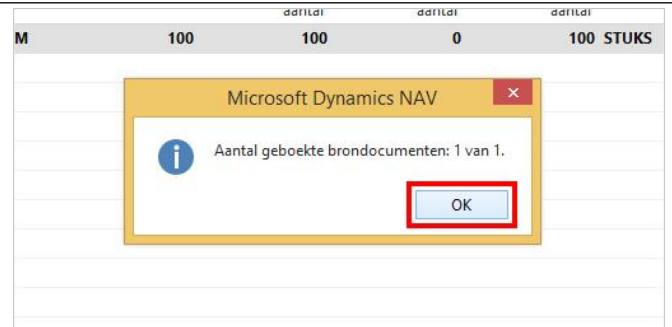 aantal aantal aantal
M 100 100 0 100 STUKS
Microsoft Dynamics NAV
Aantal geboekte brondocumenten: 1 van 1.
OK